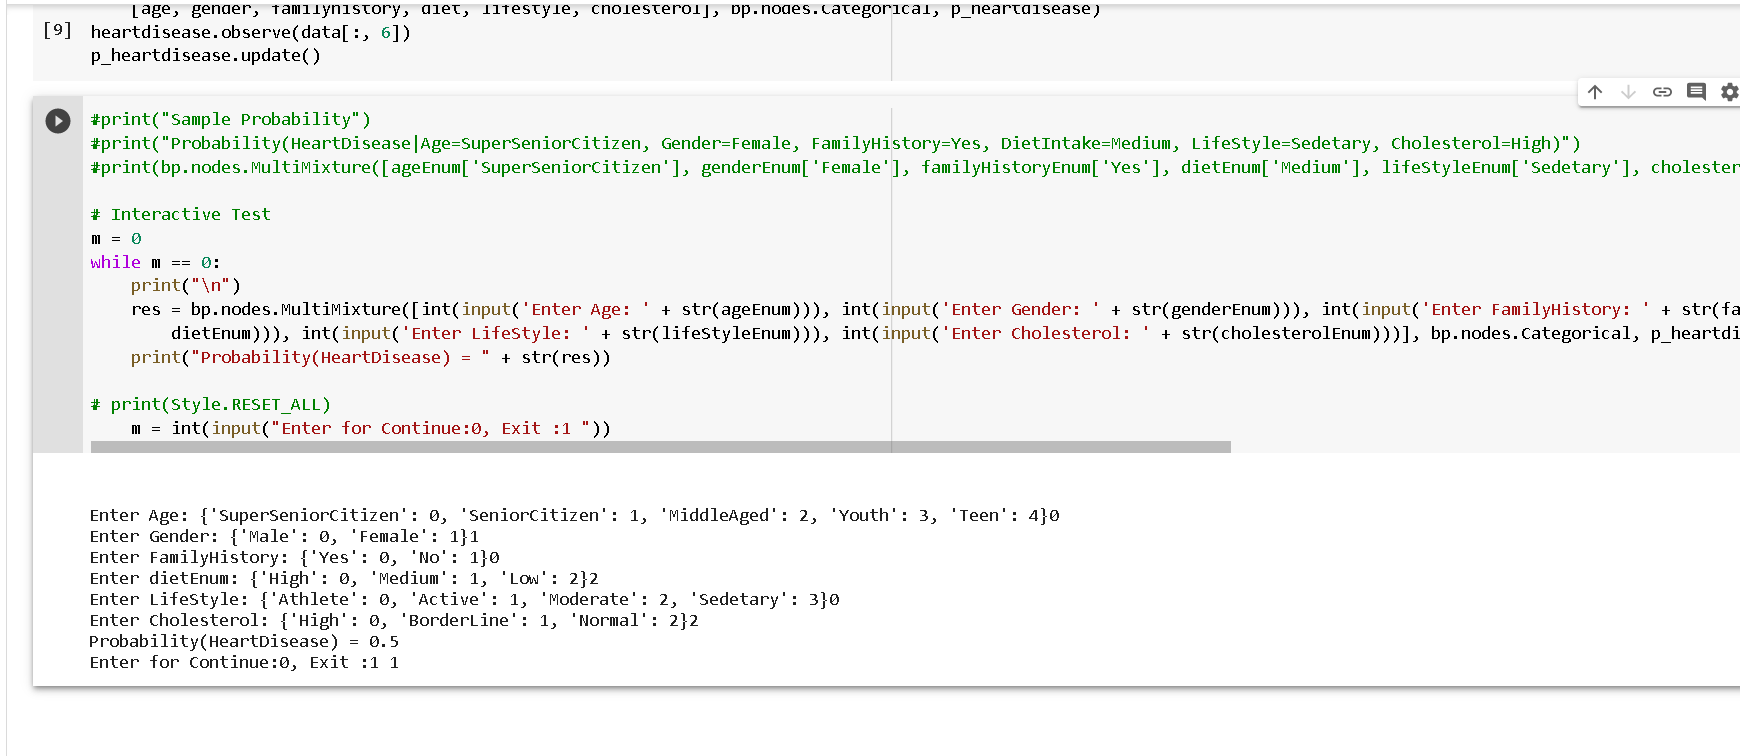 [age, gender, familyhistory, diet, lifestyle, cholesterol], bp.nodes.Categorical, p_heartdisease)
[9] heartdisease.observe(data[:, 6])
p_heartdisease.update()
#print("Sample Probability")
#print("Probability(HeartDisease|Age=SuperSeniorCitizen, Gender=Female, FamilyHistory=Yes, DietIntake=Medium, LifeStyle=Sedetary, Cholesterol=High)")
#print(bp.nodes.MultiMixture([ageEnum['SuperSeniorCitizen'], genderEnum['Female'], familyHistoryEnum['Yes'], dietEnum['Medium'], lifeStyleEnum['Sedetary'], cholester
# Interactive Test
m = 0
while m == 0:
print("\n")
res = bp.nodes.MultiMixture([int(input('Enter Age: ' + str(ageEnum))), int(input('Enter Gender: ' + str(genderEnum))), int(input('Enter FamilyHistory: ' + str(fa
dietEnum))), int(input('Enter LifeStyle: ' + str(lifeStyleEnum))), int(input('Enter Cholesterol: ' + str(cholesterolEnum)))], bp.nodes.Categorical, p_heartdi
print("Probability(HeartDisease) = " + str(res))
# print(Style.RESET_ALL)
m = int(input("Enter for Continue:0, Exit :1 "))
Enter Age: {'SuperSeniorCitizen': 0, 'SeniorCitizen': 1, 'MiddleAged': 2, 'Youth': 3, 'Teen': 4}0
Enter Gender: {'Male': 0, 'Female': 1}1
Enter FamilyHistory: {'Yes': 0, 'No': 1}0
Enter dietEnum: {'High': 0, 'Medium': 1, 'Low': 2}2
Enter LifeStyle: {'Athlete': 0, 'Active': 1, 'Moderate': 2, 'Sedetary': 3}0
Enter Cholesterol: {'High': 0, 'BorderLine': 1, 'Normal': 2}2
Probability(HeartDisease) = 0.5
Enter for Continue:0, Exit :1 1